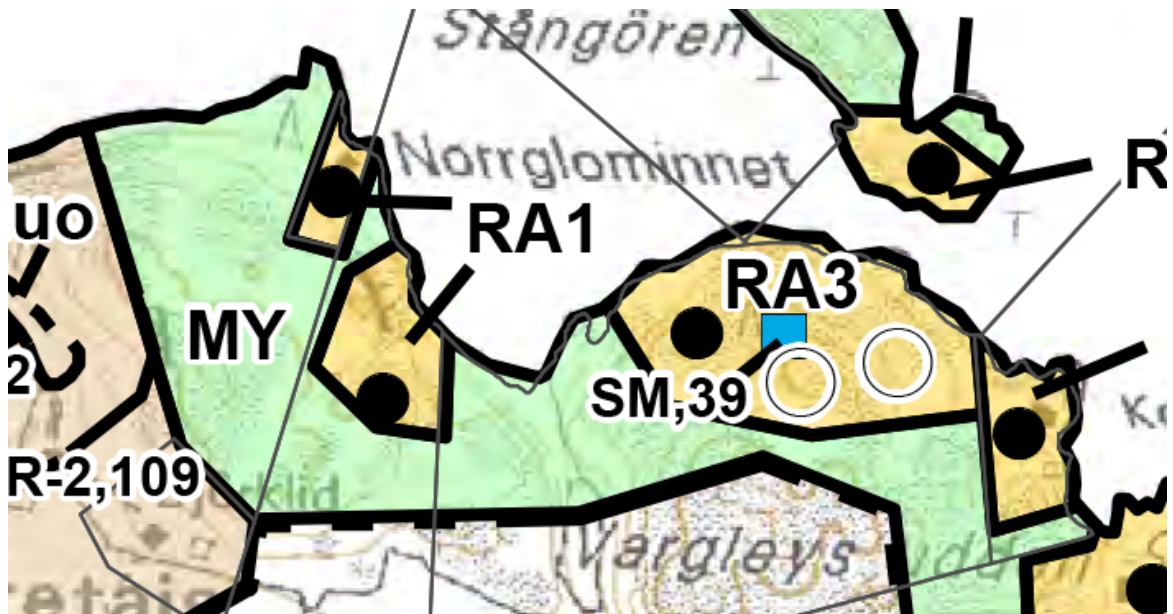 Stångören
Norrglominnet
R
uo
RA1
RA3
MY
2
SM,39
R-2,109
Vargleys